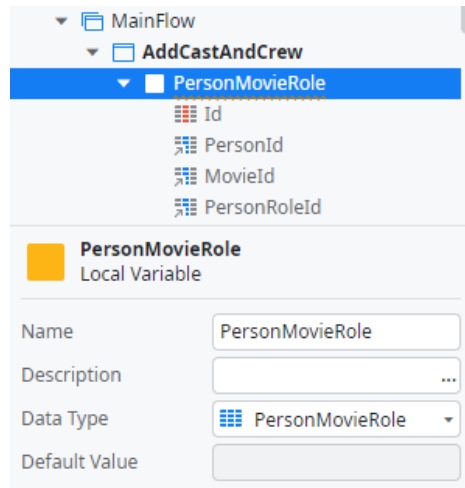 MainFlow
AddCastAndCrew
PersonMovieRole
Id
PersonId
MovieId
PersonRoleId
PersonMovieRole
Local Variable
Name PersonMovieRole
Description ...
Data Type PersonMovieRole
Default Value